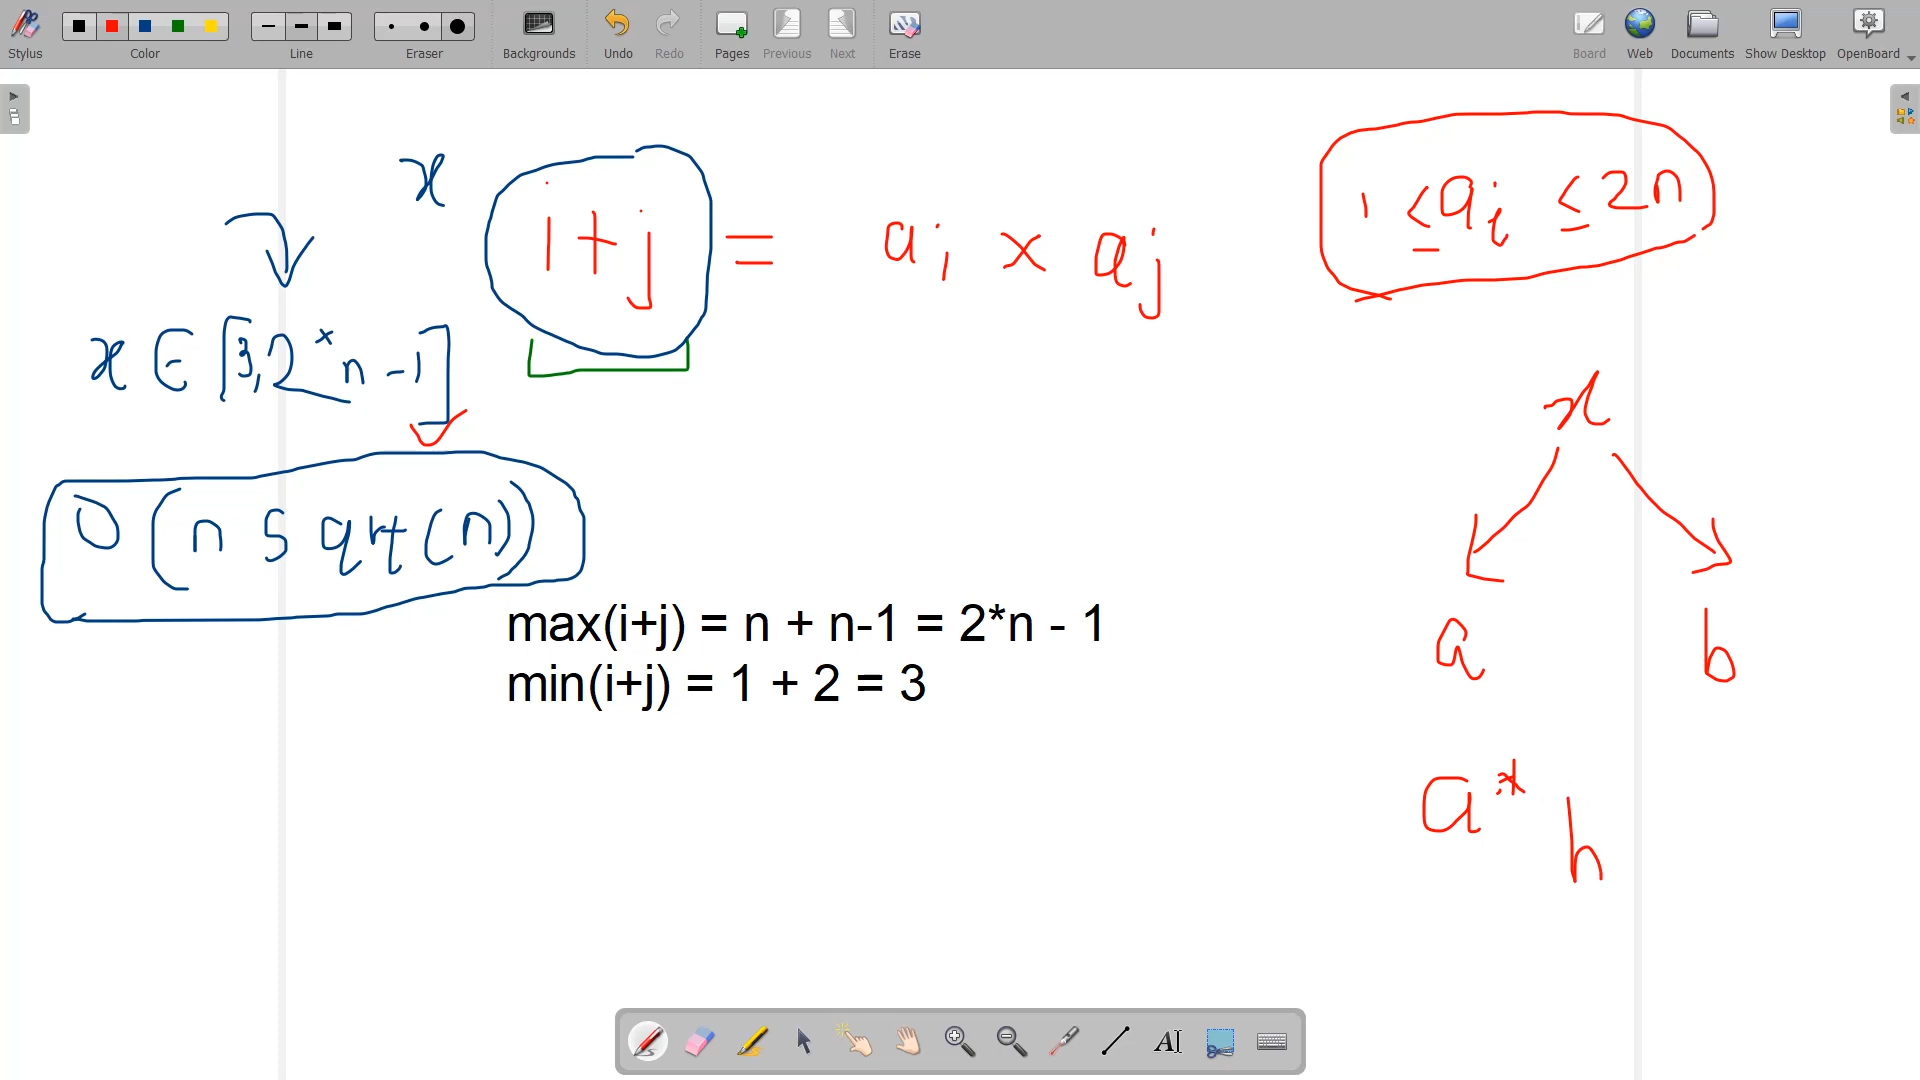 Stylus Color Line Eraser Backgrounds Undo Redo Pages Previous Next Erase Board Web Documents Show Desktop OpenBoard
x
i+j = ai × aj
1 ≤ ai ≤ 2n
x ∈ [3, 2*n-1]
x
O(n sqrt(n))
a b
max(i+j) = n + n-1 = 2*n - 1
min(i+j) = 1 + 2 = 3
a*